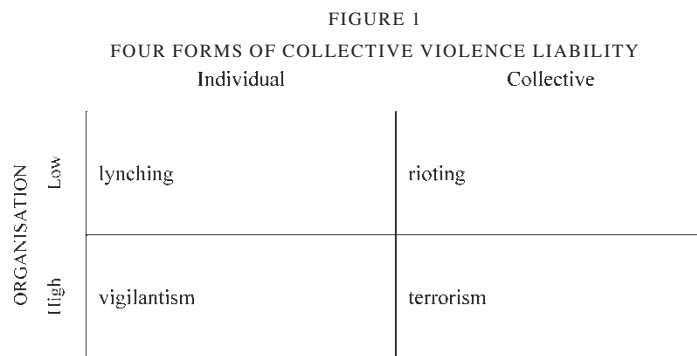 FIGURE 1
FOUR FORMS OF COLLECTIVE VIOLENCE LIABILITY
Individual Collective
ORGANISATION
Low
lynching rioting
High
vigilantism terrorism